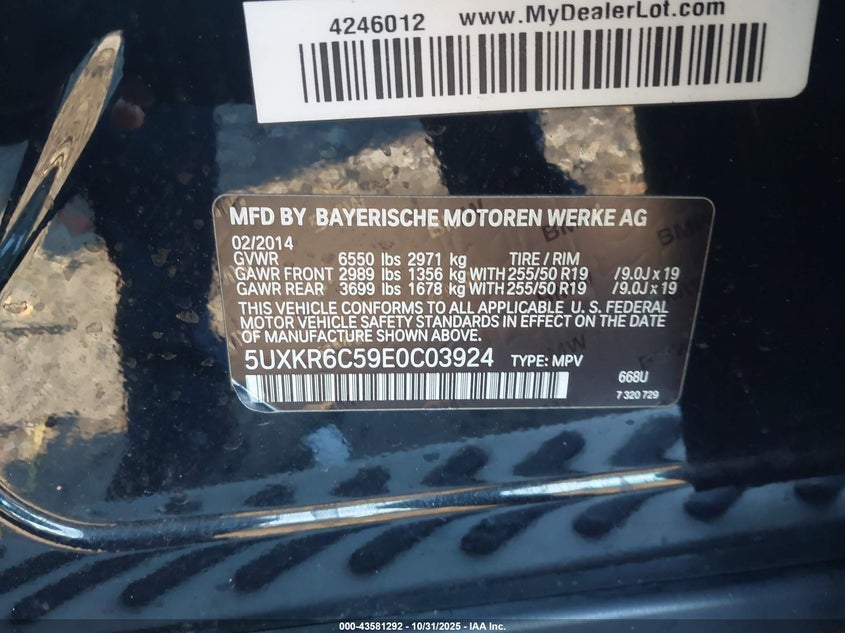 4246012 www.MyDealerLot.com
MFD BY BAYERISCHE MOTOREN WERKE AG
02/2014
GVWR 6550 lbs 2971 kg TIRE / RIM
GAWR FRONT 2989 lbs 1356 kg WITH 255/50 R19 /9.0J x 19
GAWR REAR 3699 lbs 1678 kg WITH 255/50 R19 /9.0J x 19
THIS VEHICLE CONFORMS TO ALL APPLICABLE U. S. FEDERAL
MOTOR VEHICLE SAFETY STANDARDS IN EFFECT ON THE DATE
OF MANUFACTURE SHOWN ABOVE.
5UXKR6C59E0C03924 TYPE: MPV
668U
7 320 729
000-43581292 - 10/31/2025 - IAA Inc.